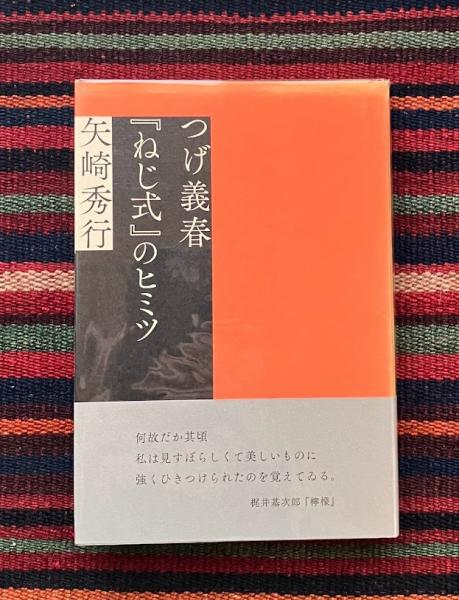 つげ義春
『ねじ式』のヒミツ
矢崎秀行
何故だか其頃
私は見すぼらしくて美しいものに
強くひきつけられたのを覚えてゐる。
梶井基次郎『檸檬』